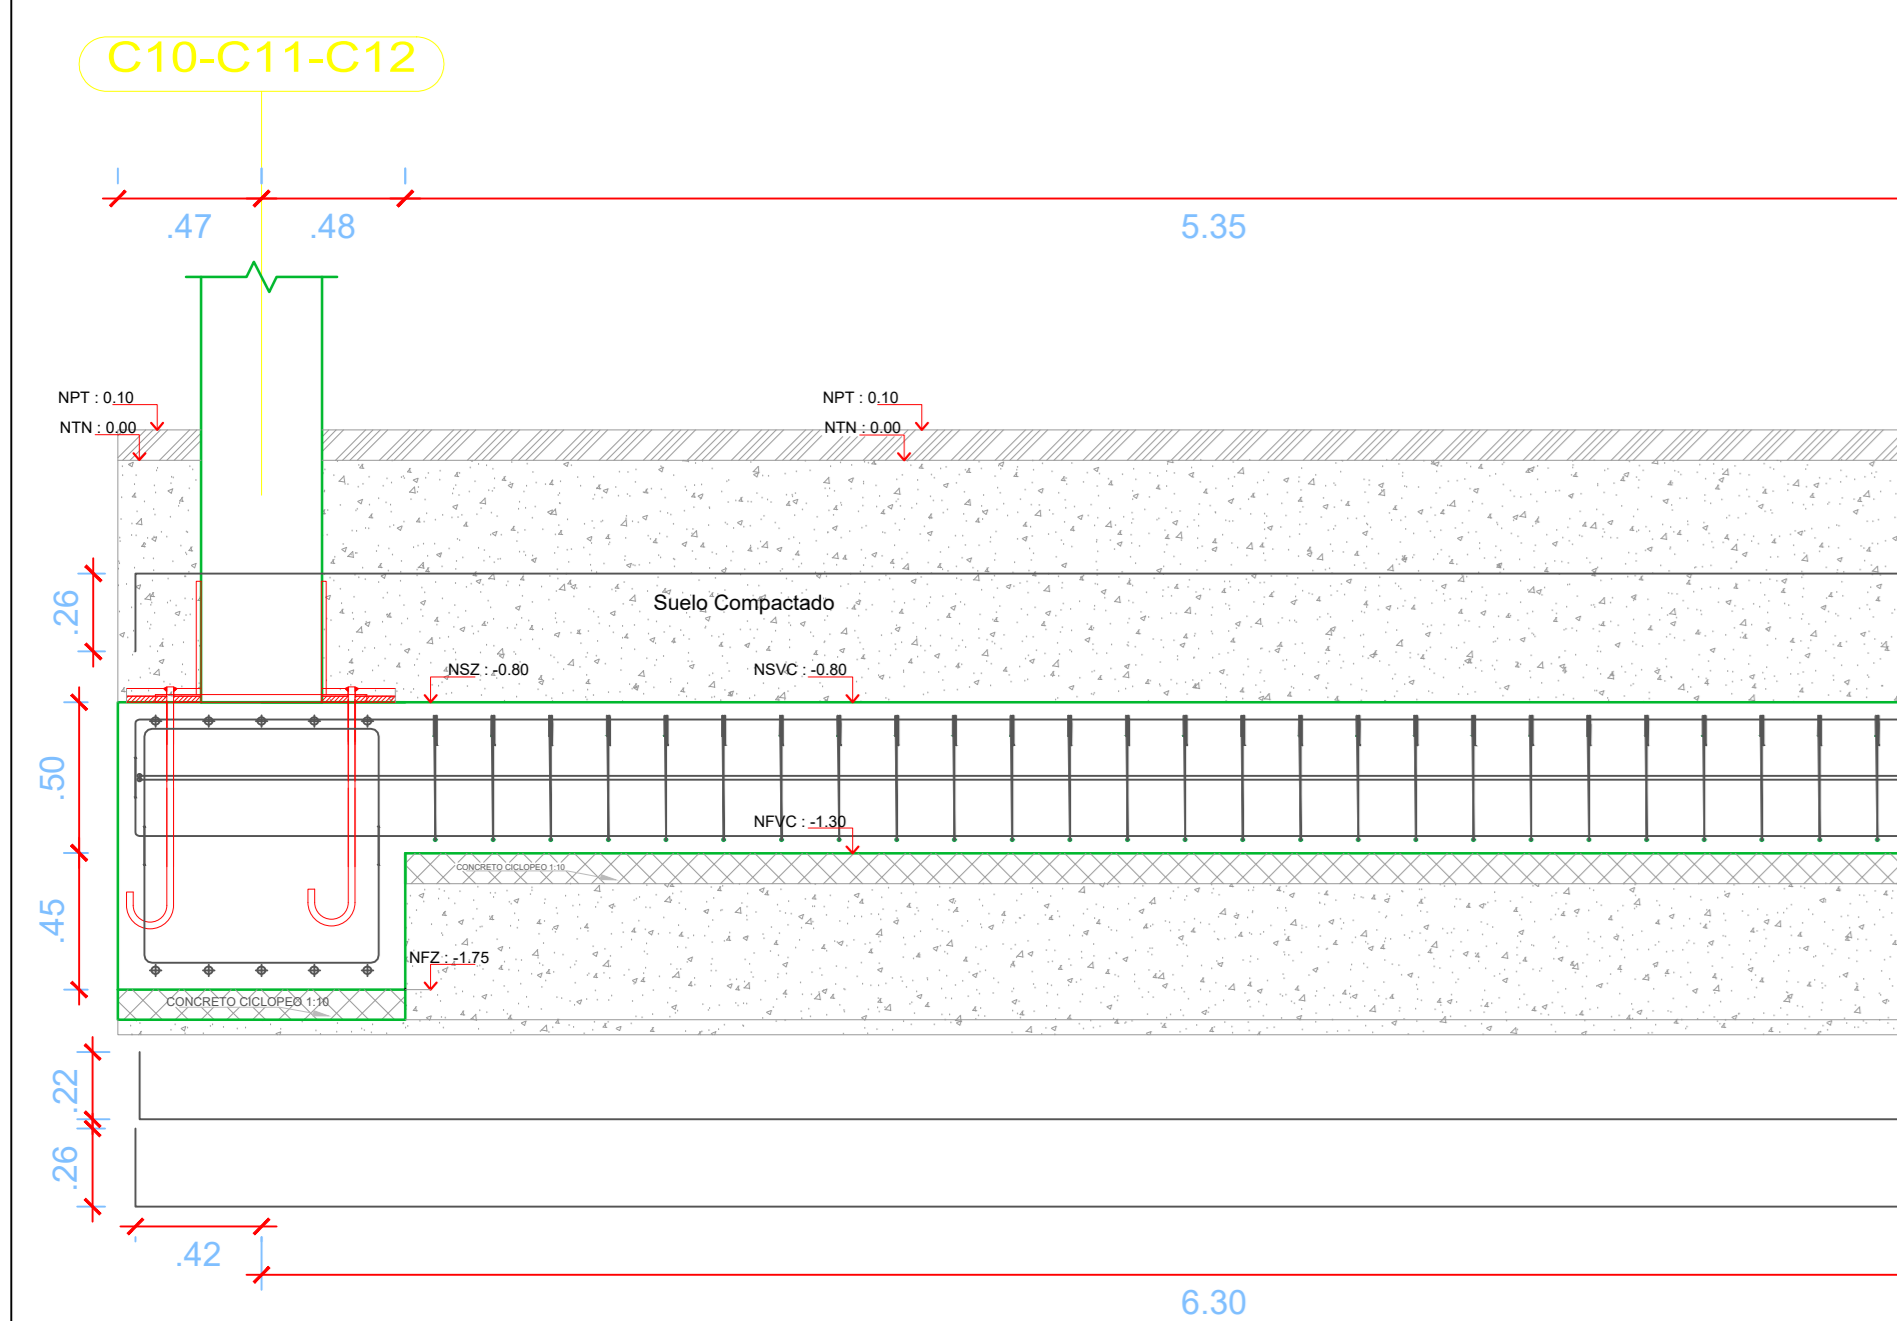 C10-C11-C12
.47
.48
5.35
NPT : 0.10
NPT : 0.10
NTN : 0.00
NTN : 0.00
.26
Suelo Compactado
NSZ : -0.80
NSVC : -0.80
.50
NFVC : -1.30
CONCRETO CICLOPEO 1:10
.45
NFZ : -1.75
CONCRETO CICLOPEO 1:10
.22
.26
.42
6.30